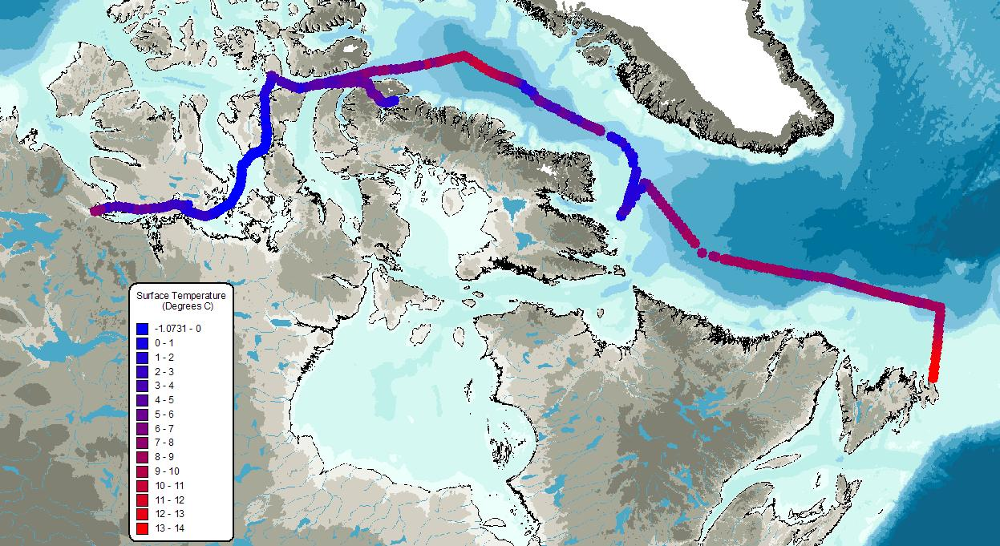 Surface Temperature
(Degrees C)
-1.0731 - 0
0 - 1
1 - 2
2 - 3
3 - 4
4 - 5
5 - 6
6 - 7
7 - 8
8 - 9
9 - 10
10 - 11
11 - 12
12 - 13
13 - 14